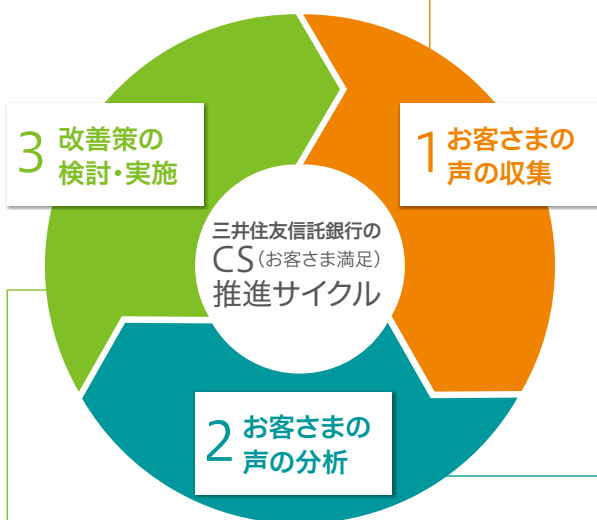 三井住友信託銀行の
CS(お客さま満足)
推進サイクル
1 お客さまの
声の収集
2 お客さまの
声の分析
3 改善策の
検討・実施